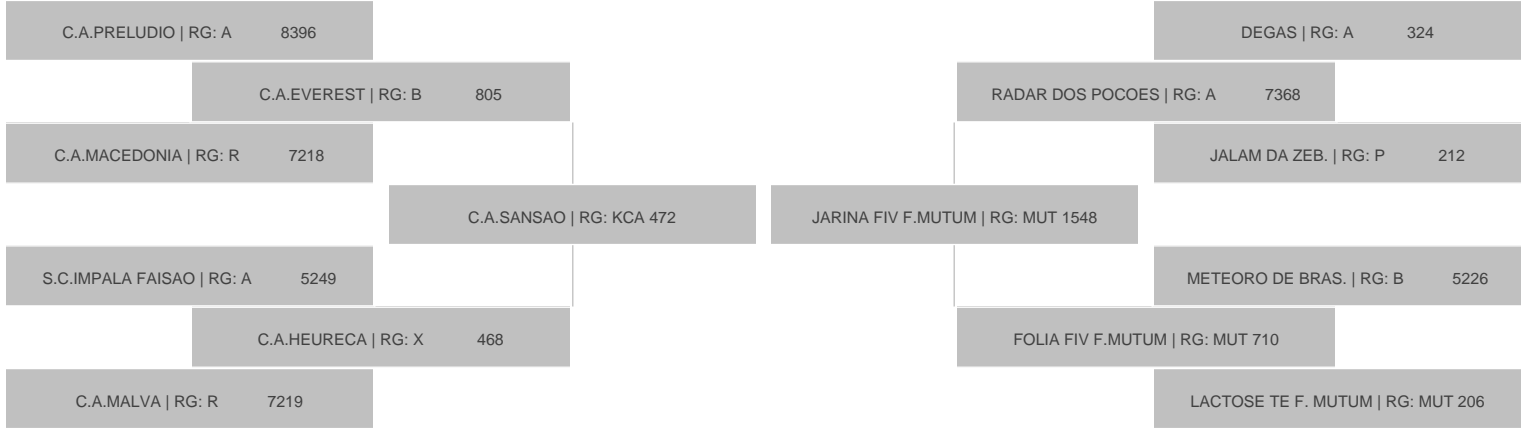 C.A.PRELUDIO | RG: A 8396
DEGAS | RG: A 324
C.A.EVEREST | RG: B 805
RADAR DOS POCOES | RG: A 7368
C.A.MACEDONIA | RG: R 7218
JALAM DA ZEB. | RG: P 212
C.A.SANSAO | RG: KCA 472
JARINA FIV F.MUTUM | RG: MUT 1548
S.C.IMPALA FAISAO | RG: A 5249
METEORO DE BRAS. | RG: B 5226
C.A.HEURECA | RG: X 468
FOLIA FIV F.MUTUM | RG: MUT 710
C.A.MALVA | RG: R 7219
LACTOSE TE F. MUTUM | RG: MUT 206